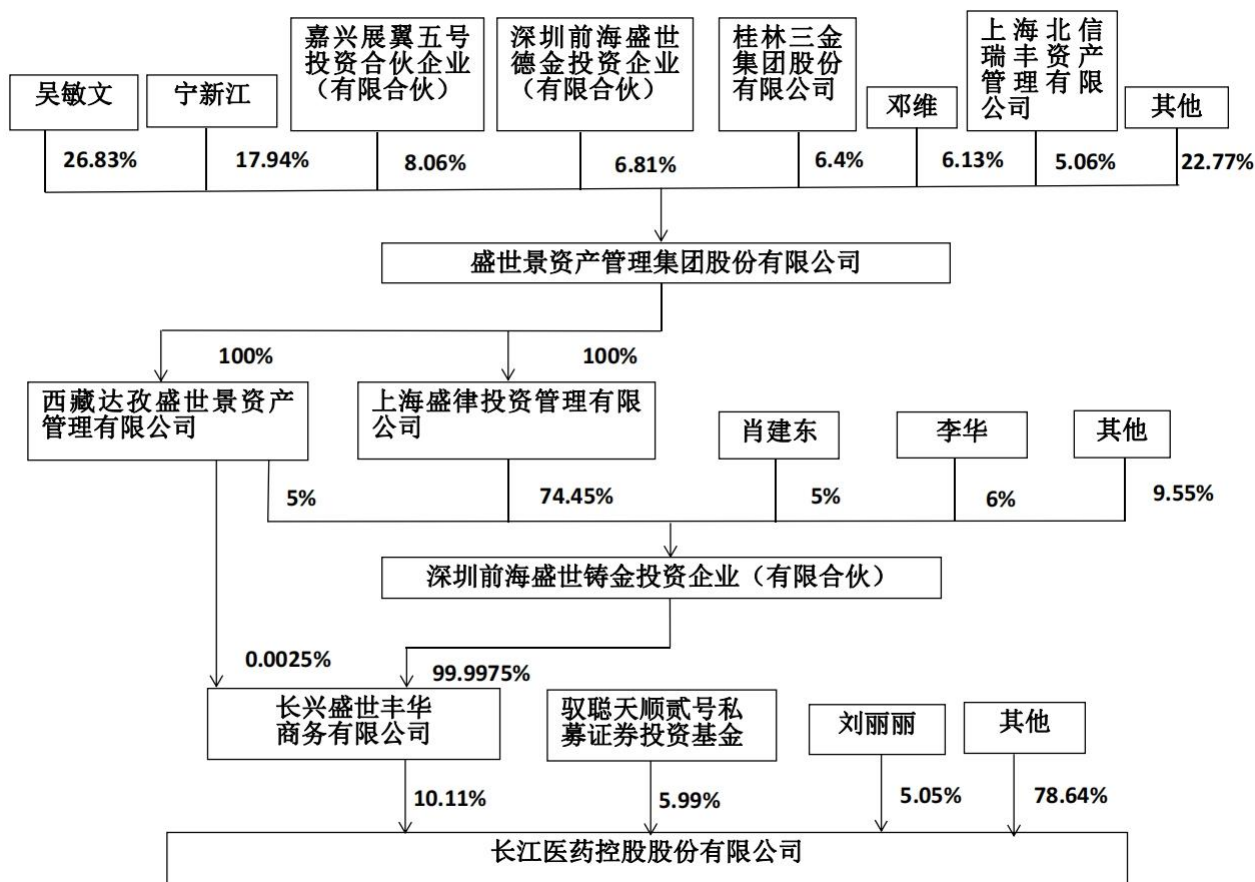 嘉兴展翼五号
投资合伙企业
（有限合伙）
深圳前海盛世
德金投资企业
（有限合伙）
桂林三金
集团股份
有限公司
上海北信
瑞丰资产
管理有限
公司
吴敏文
宁新江
邓维
其他
26.83%
17.94%
8.06%
6.81%
6.4%
6.13%
5.06%
22.77%
盛世景资产管理集团股份有限公司
100%
100%
西藏达孜盛世景资产
管理有限公司
上海盛律投资管理有限
公司
肖建东
李华
其他
5%
74.45%
5%
6%
9.55%
深圳前海盛世铸金投资企业（有限合伙）
0.0025%
99.9975%
长兴盛世丰华
商务有限公司
驭聪天顺贰号私
募证券投资基金
刘丽丽
其他
10.11%
5.99%
5.05%
78.64%
长江医药控股股份有限公司